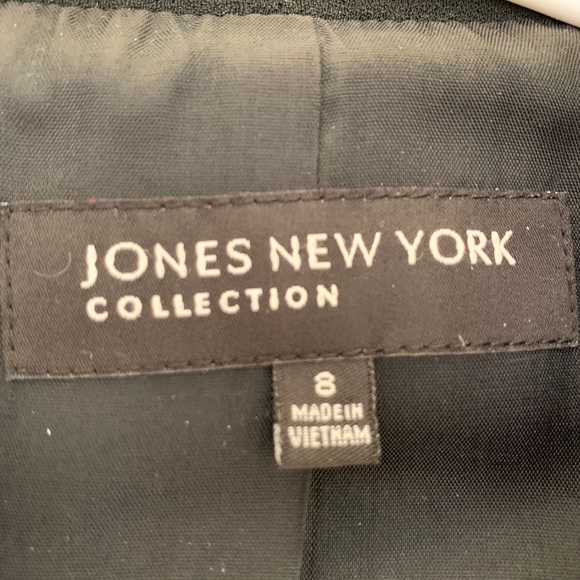 JONES NEW YORK
COLLECTION
8
MADE IN
VIETNAM